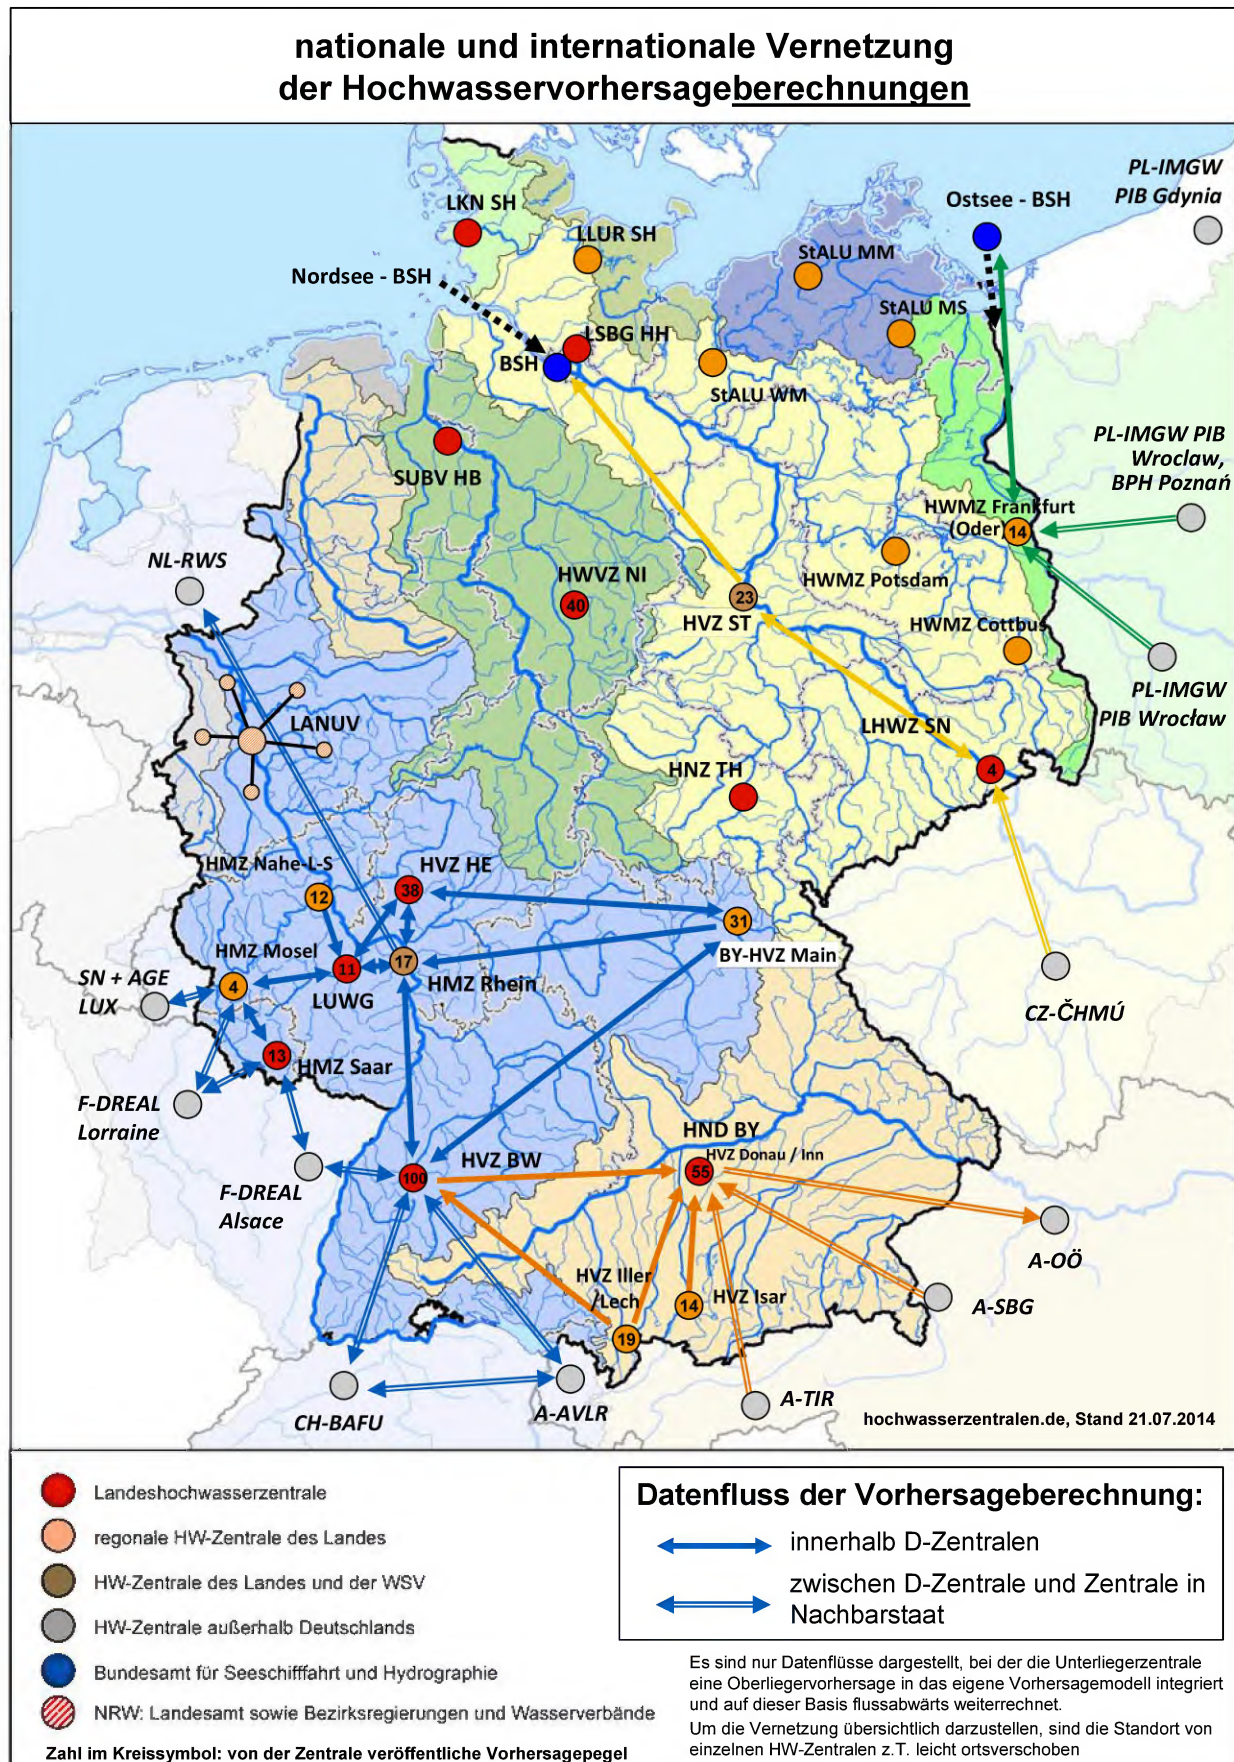 nationale und internationale Vernetzung
der Hochwasservorhersageberechnungen
PL-IMGW
PIB Gdynia
LKN SH
Ostsee - BSH
LLUR SH
StALU MM
Nordsee - BSH
StALU MS
LSBG HH
BSH
StALU WM
PL-IMGW PIB
Wroclaw,
BPH Poznań
SUBV HB
HWMZ Frankfurt
(Oder)
14
NL-RWS
HWVZ NI
HWMZ Potsdam
40
23
HVZ ST
HWMZ Cottbus
PL-IMGW
PIB Wrocław
LANUV
LHWZ SN
HNZ TH
4
HMZ Nahe-L-S
HVZ HE
12
38
31
BY-HVZ Main
HMZ Mosel
17
11
SN + AGE
LUX
4
LUWG
HMZ Rhein
CZ-ČHMÚ
13
HMZ Saar
F-DREAL
Lorraine
HND BY
HVZ Donau / Inn
HVZ BW
55
100
F-DREAL
Alsace
A-OÖ
HVZ Iller
/Lech
HVZ Isar
14
A-SBG
19
CH-BAFU
A-AVLR
A-TIR
hochwasserzentralen.de, Stand 21.07.2014
Landeshochwasserzentrale
regonale HW-Zentrale des Landes
HW-Zentrale des Landes und der WSV
HW-Zentrale außerhalb Deutschlands
Bundesamt für Seeschifffahrt und Hydrographie
NRW: Landesamt sowie Bezirksregierungen und Wasserverbände
Zahl im Kreissymbol: von der Zentrale veröffentliche Vorhersagepegel
Datenfluss der Vorhersageberechnung:
innerhalb D-Zentralen
zwischen D-Zentrale und Zentrale in
Nachbarstaat
Es sind nur Datenflüsse dargestellt, bei der die Unterliegerzentrale
eine Oberliegervorhersage in das eigene Vorhersagemodell integriert
und auf dieser Basis flussabwärts weiterrechnet.
Um die Vernetzung übersichtlich darzustellen, sind die Standort von
einzelnen HW-Zentralen z.T. leicht ortsverschoben